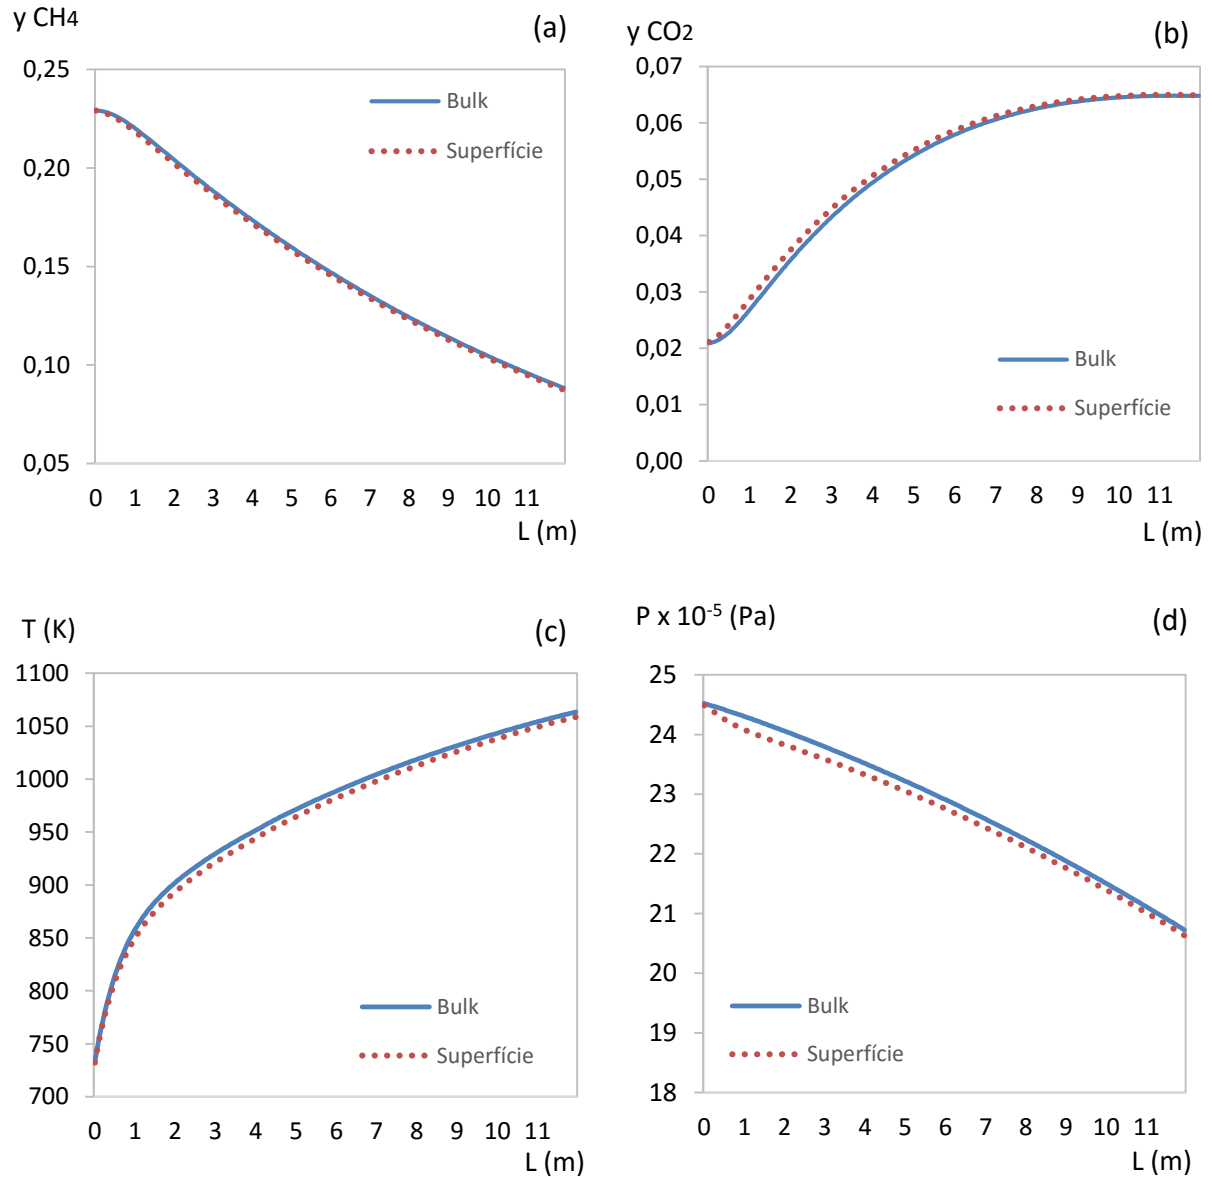 y CH4
(a)
0,25
0,20
0,15
0,10
0,05
Bulk
Superfície
0 1 2 3 4 5 6 7 8 9 10 11
L (m)
y CO2
(b)
0,07
0,06
0,05
0,04
0,03
0,02
0,01
0,00
Bulk
Superfície
0 1 2 3 4 5 6 7 8 9 10 11
L (m)
T (K)
(c)
1100
1050
1000
950
900
850
800
750
700
Bulk
Superfície
0 1 2 3 4 5 6 7 8 9 10 11
L (m)
P x 10-5 (Pa)
(d)
25
24
23
22
21
20
19
18
Bulk
Superfície
0 1 2 3 4 5 6 7 8 9 10 11
L (m)